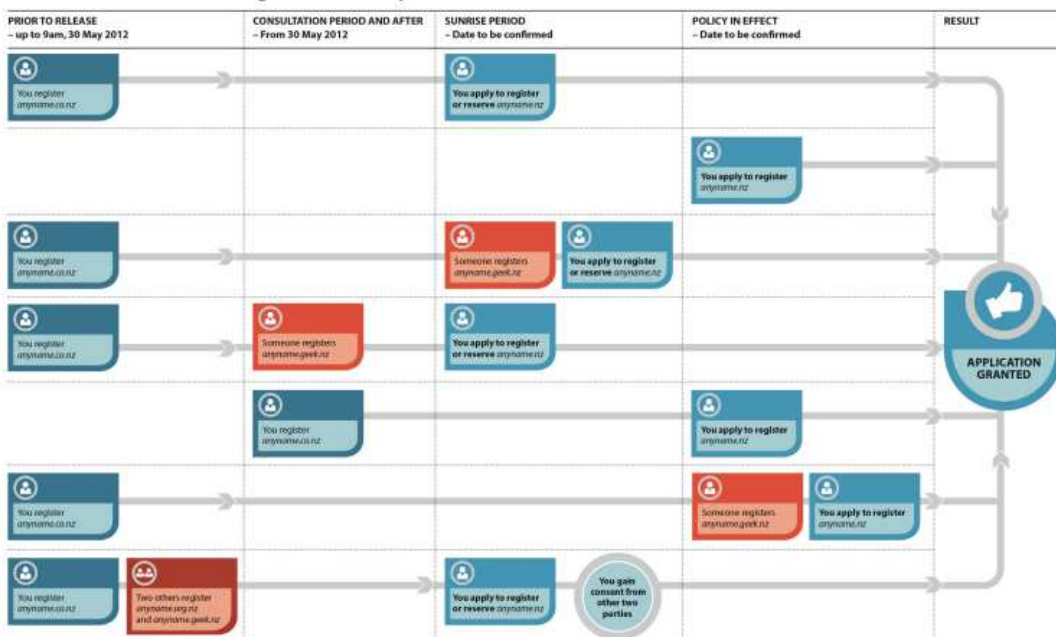 PRIOR TO RELEASE
– up to 9am, 30 May 2012
CONSULTATION PERIOD AND AFTER
– From 30 May 2012
SUNRISE PERIOD
– Date to be confirmed
POLICY IN EFFECT
– Date to be confirmed
RESULT
You register
anyname.co.nz
You apply to register
or reserve anyname.nz
You apply to register
anyname.nz
You register
anyname.co.nz
Someone registers
anyname.geek.nz
You apply to register
or reserve anyname.nz
You register
anyname.co.nz
Someone registers
anyname.geek.nz
You apply to register
or reserve anyname.nz
APPLICATION
GRANTED
You register
anyname.co.nz
You apply to register
anyname.nz
You register
anyname.co.nz
Someone registers
anyname.geek.nz
You apply to register
anyname.nz
You register
anyname.co.nz
Two others register
anyname.org.nz
and anyname.geek.nz
You apply to register
or reserve anyname.nz
You gain
consent from
other two
parties